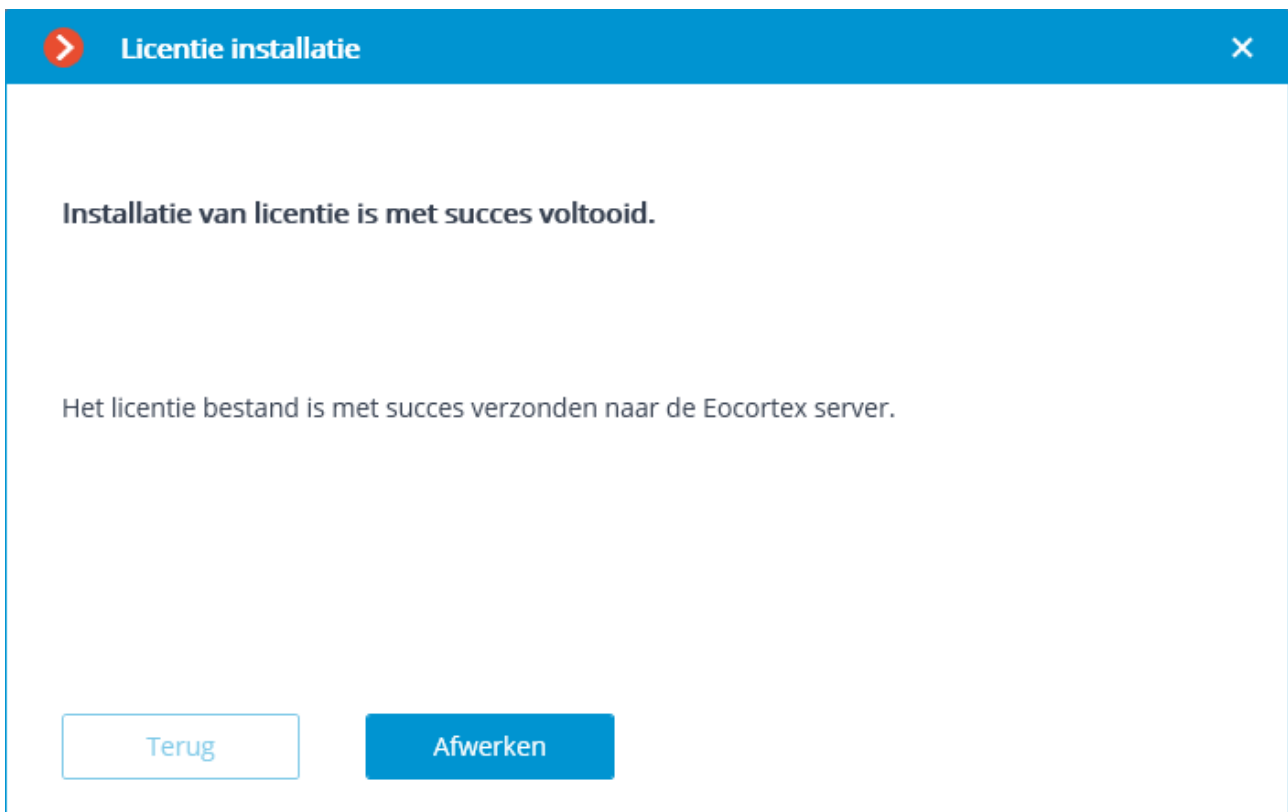 Licentie installatie
Installatie van licentie is met succes voltooid.
Het licentie bestand is met succes verzonden naar de Eocortex server.
Terug
Afwerken